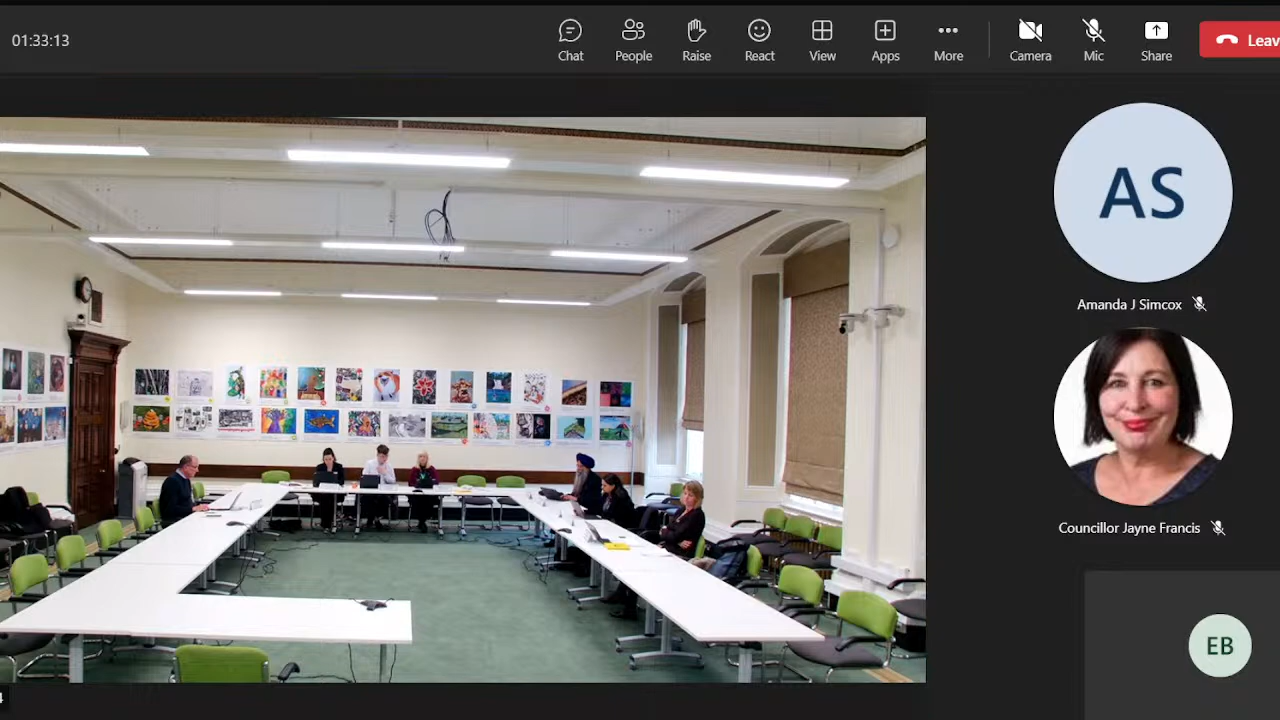 01:33:13
Chat
People
Raise
React
View
Apps
More
Camera
Mic
Share
Leav
AS
Amanda J Simcox
Councillor Jayne Francis
EB
4